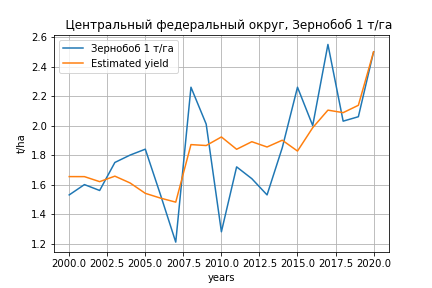 Центральный федеральный округ, Зернобоб 1 т/га
Зернобоб 1 т/га
Estimated yield
t/ha
2.6
2.4
2.2
2.0
1.8
1.6
1.4
1.2
2000.0 2002.5 2005.0 2007.5 2010.0 2012.5 2015.0 2017.5 2020.0
years